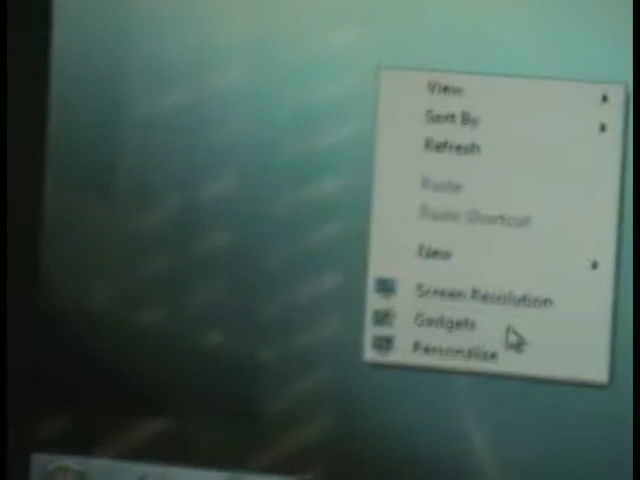 View
Sort By
Refresh
Paste
Paste Shortcut
New
Screen Resolution
Gadgets
Personalize